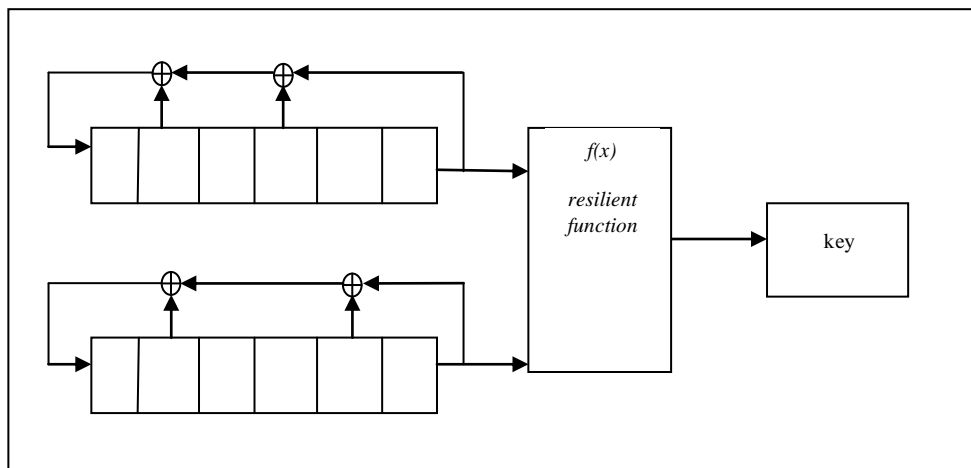 f(x)
resilient
function
key